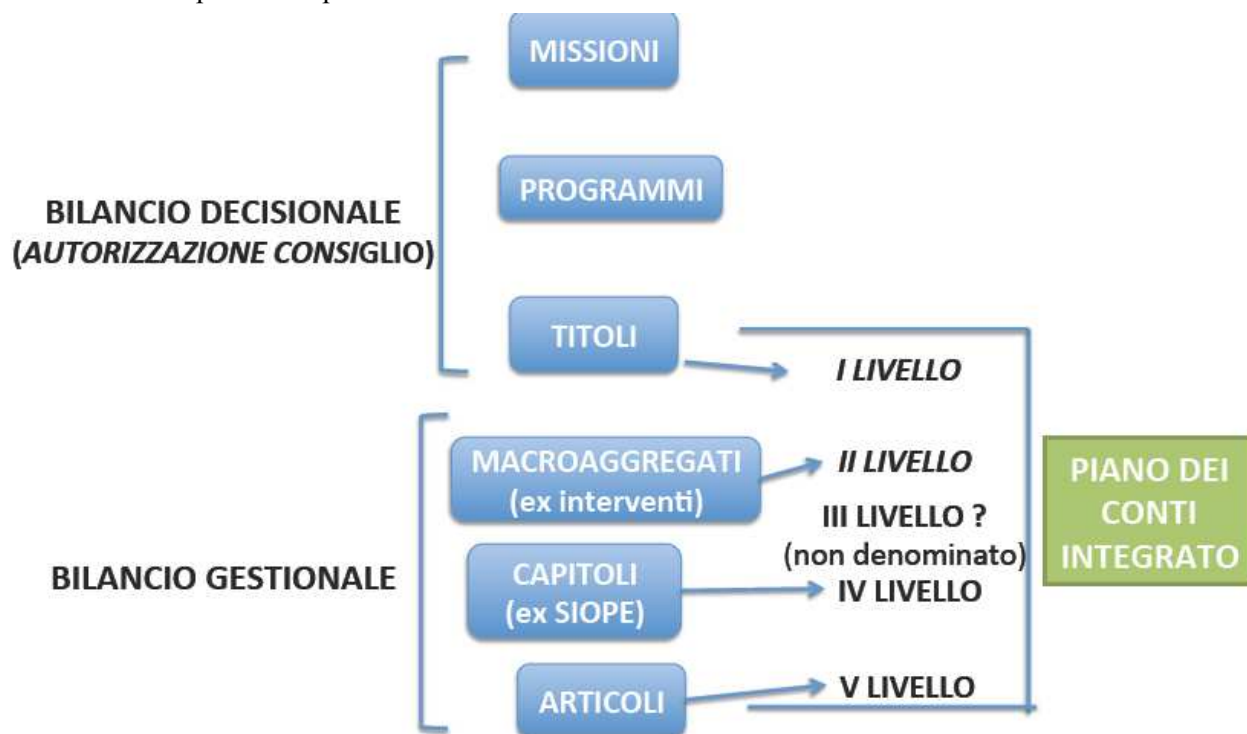 MISSIONI
PROGRAMMI
BILANCIO DECISIONALE
(AUTORIZZAZIONE CONSIGLIO)
TITOLI
I LIVELLO
MACROAGGREGATI
(ex interventi)
II LIVELLO
III LIVELLO ?
(non denominato)
PIANO DEI
CONTI
INTEGRATO
BILANCIO GESTIONALE
CAPITOLI
(ex SIOPE)
IV LIVELLO
ARTICOLI
V LIVELLO